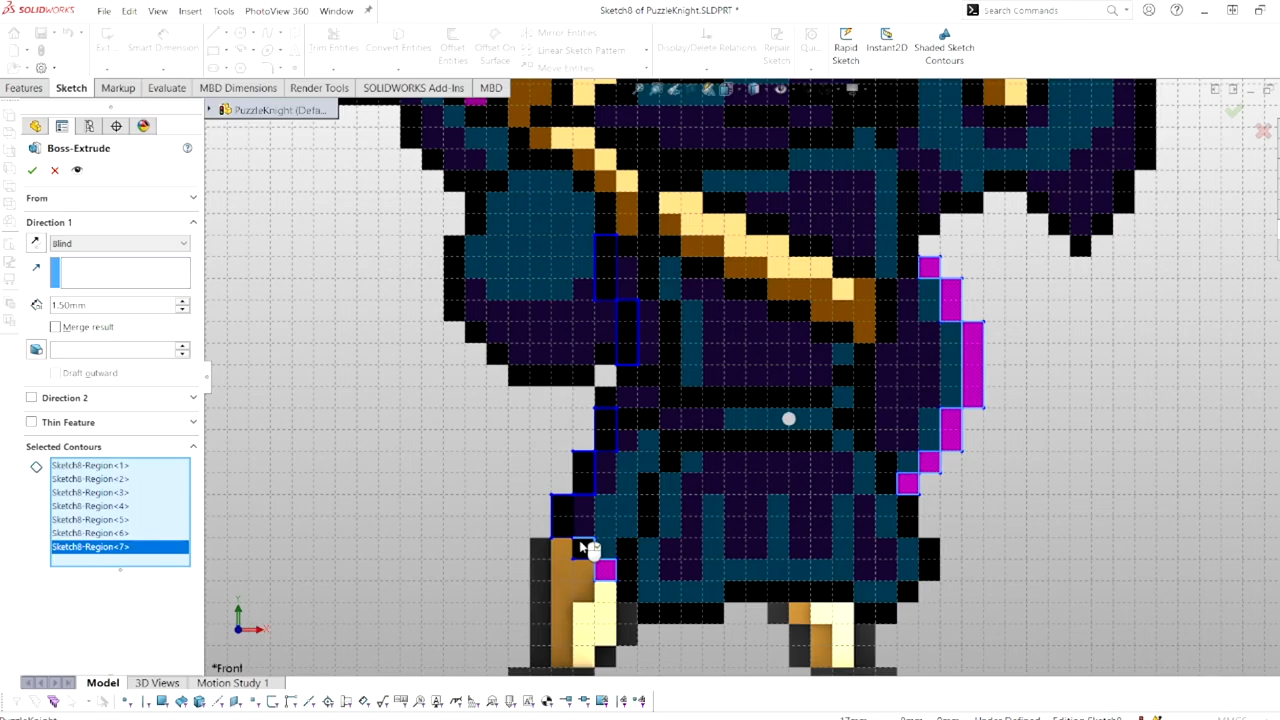 SOLIDWORKS
File Edit View Insert Tools PhotoView 360 Window
Sketch8 of PuzzleKnight.SLDPRT *
Search Commands
Ext... Smart Dimension
Trim Entities
Convert Entities
Offset Entities
Offset On Surface
Mirror Entities
Linear Sketch Pattern
Move Entities
Display/Delete Relations
Repair Sketch
Qui...
Rapid Sketch
Instant2D
Shaded Sketch Contours
Features Sketch Markup Evaluate MBD Dimensions Render Tools SOLIDWORKS Add-Ins MBD
PuzzleKnight (Defa...
Boss-Extrude
From
Direction 1
Blind
1.50mm
Merge result
Draft outward
Direction 2
Thin Feature
Selected Contours
Sketch8-Region<1>
Sketch8-Region<2>
Sketch8-Region<3>
Sketch8-Region<4>
Sketch8-Region<5>
Sketch8-Region<6>
Sketch8-Region<7>
Y
X
*Front
Model 3D Views Motion Study 1